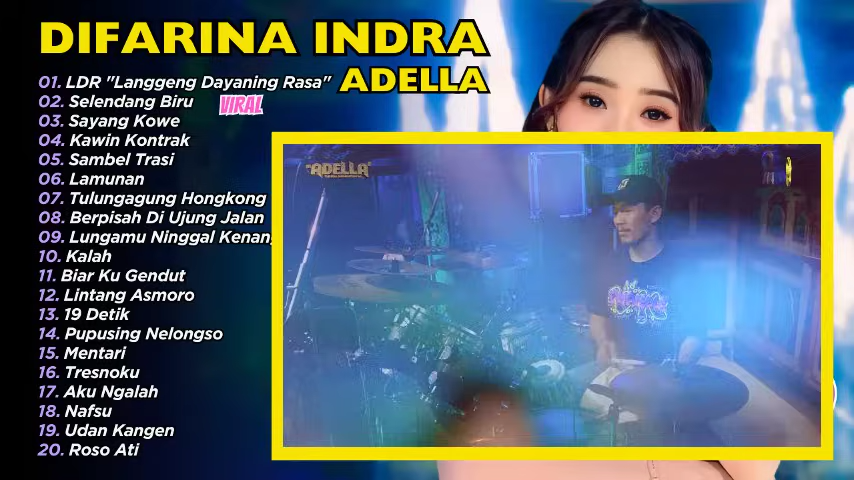 DIFARINA INDRA
ADELLA
01. LDR "Langgeng Dayaning Rasa"
02. Selendang Biru
VIRAL
03. Sayang Kowe
04. Kawin Kontrak
05. Sambel Trasi
06. Lamunan
07. Tulungagung Hongkong
08. Berpisah Di Ujung Jalan
09. Lungamu Ninggal Kenan
10. Kalah
11. Biar Ku Gendut
12. Lintang Asmoro
13. 19 Detik
14. Pupusing Nelongso
15. Mentari
16. Tresnoku
17. Aku Ngalah
18. Nafsu
19. Udan Kangen
20. Roso Ati
ADELLA